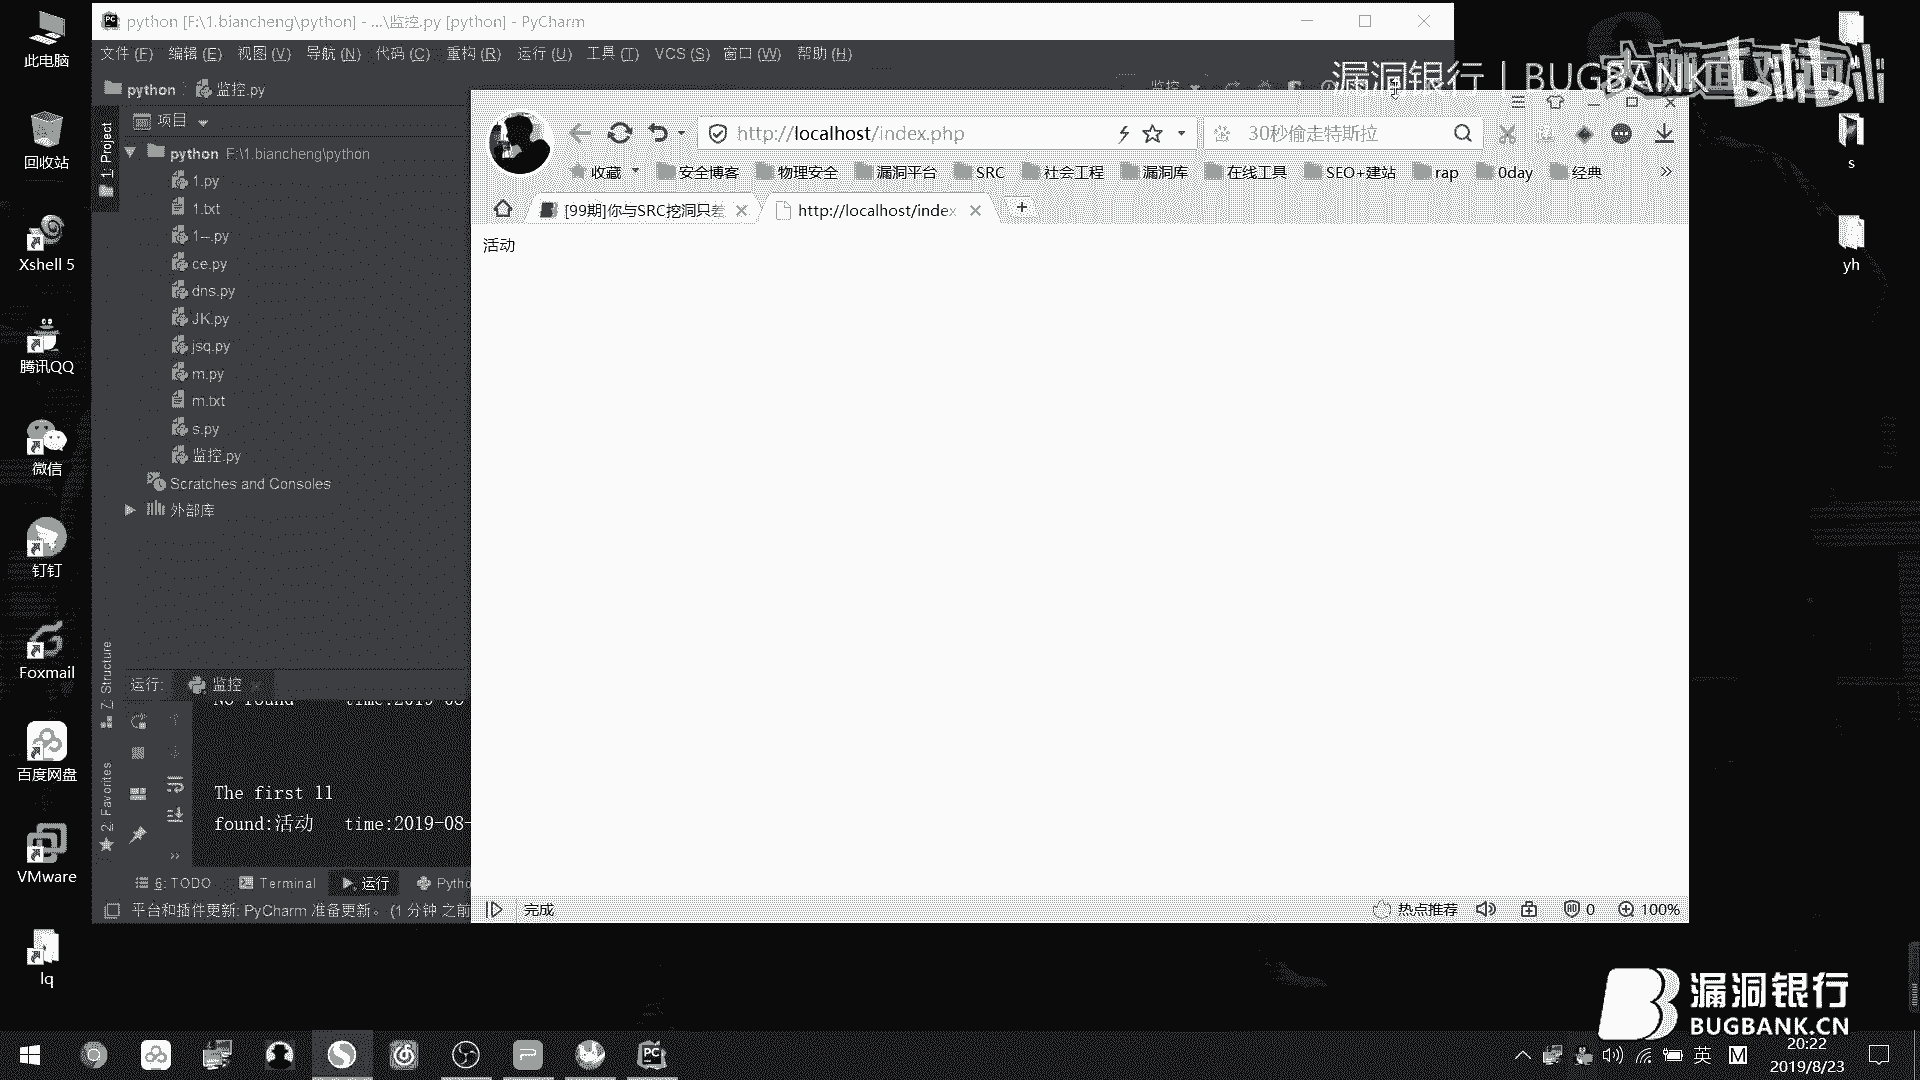 此电脑
回收站
Xshell 5
腾讯QQ
微信
钉钉
Foxmail
百度网盘
VMware
lq
python [F:\1.biancheng\python] - ...\监控.py [python] - PyCharm
文件 (F) 编辑 (E) 视图 (V) 导航 (N) 代码 (C) 重构 (R) 运行 (U) 工具 (T) VCS (S) 窗口 (W) 帮助 (H)
python 监控.py
监控
项目
1: Project
python F:\1.biancheng\python
1.py
1.txt
1--.py
ce.py
dns.py
JK.py
jsq.py
m.py
m.txt
s.py
监控.py
Scratches and Consoles
外部库
Z: Structure
2: Favorites
运行: 监控
No found time:2019-08
The first 11
found:活动 time:2019-08-
6: TODO Terminal 运行 Pytho
平台和插件更新: PyCharm 准备更新。 (1 分钟 之前
漏洞银行 | BUGBANK
bilibili
http://localhost/index.php
30秒偷走特斯拉
收藏 安全博客 物理安全 漏洞平台 SRC 社会工程 漏洞库 在线工具 SEO+建站 rap 0day 经典
[99期]你与SRC挖洞只差
http://localhost/index
活动
完成
热点推荐 0 100%
s
yh
漏洞银行
BUGBANK.CN
英 M
20:22
2019/8/23